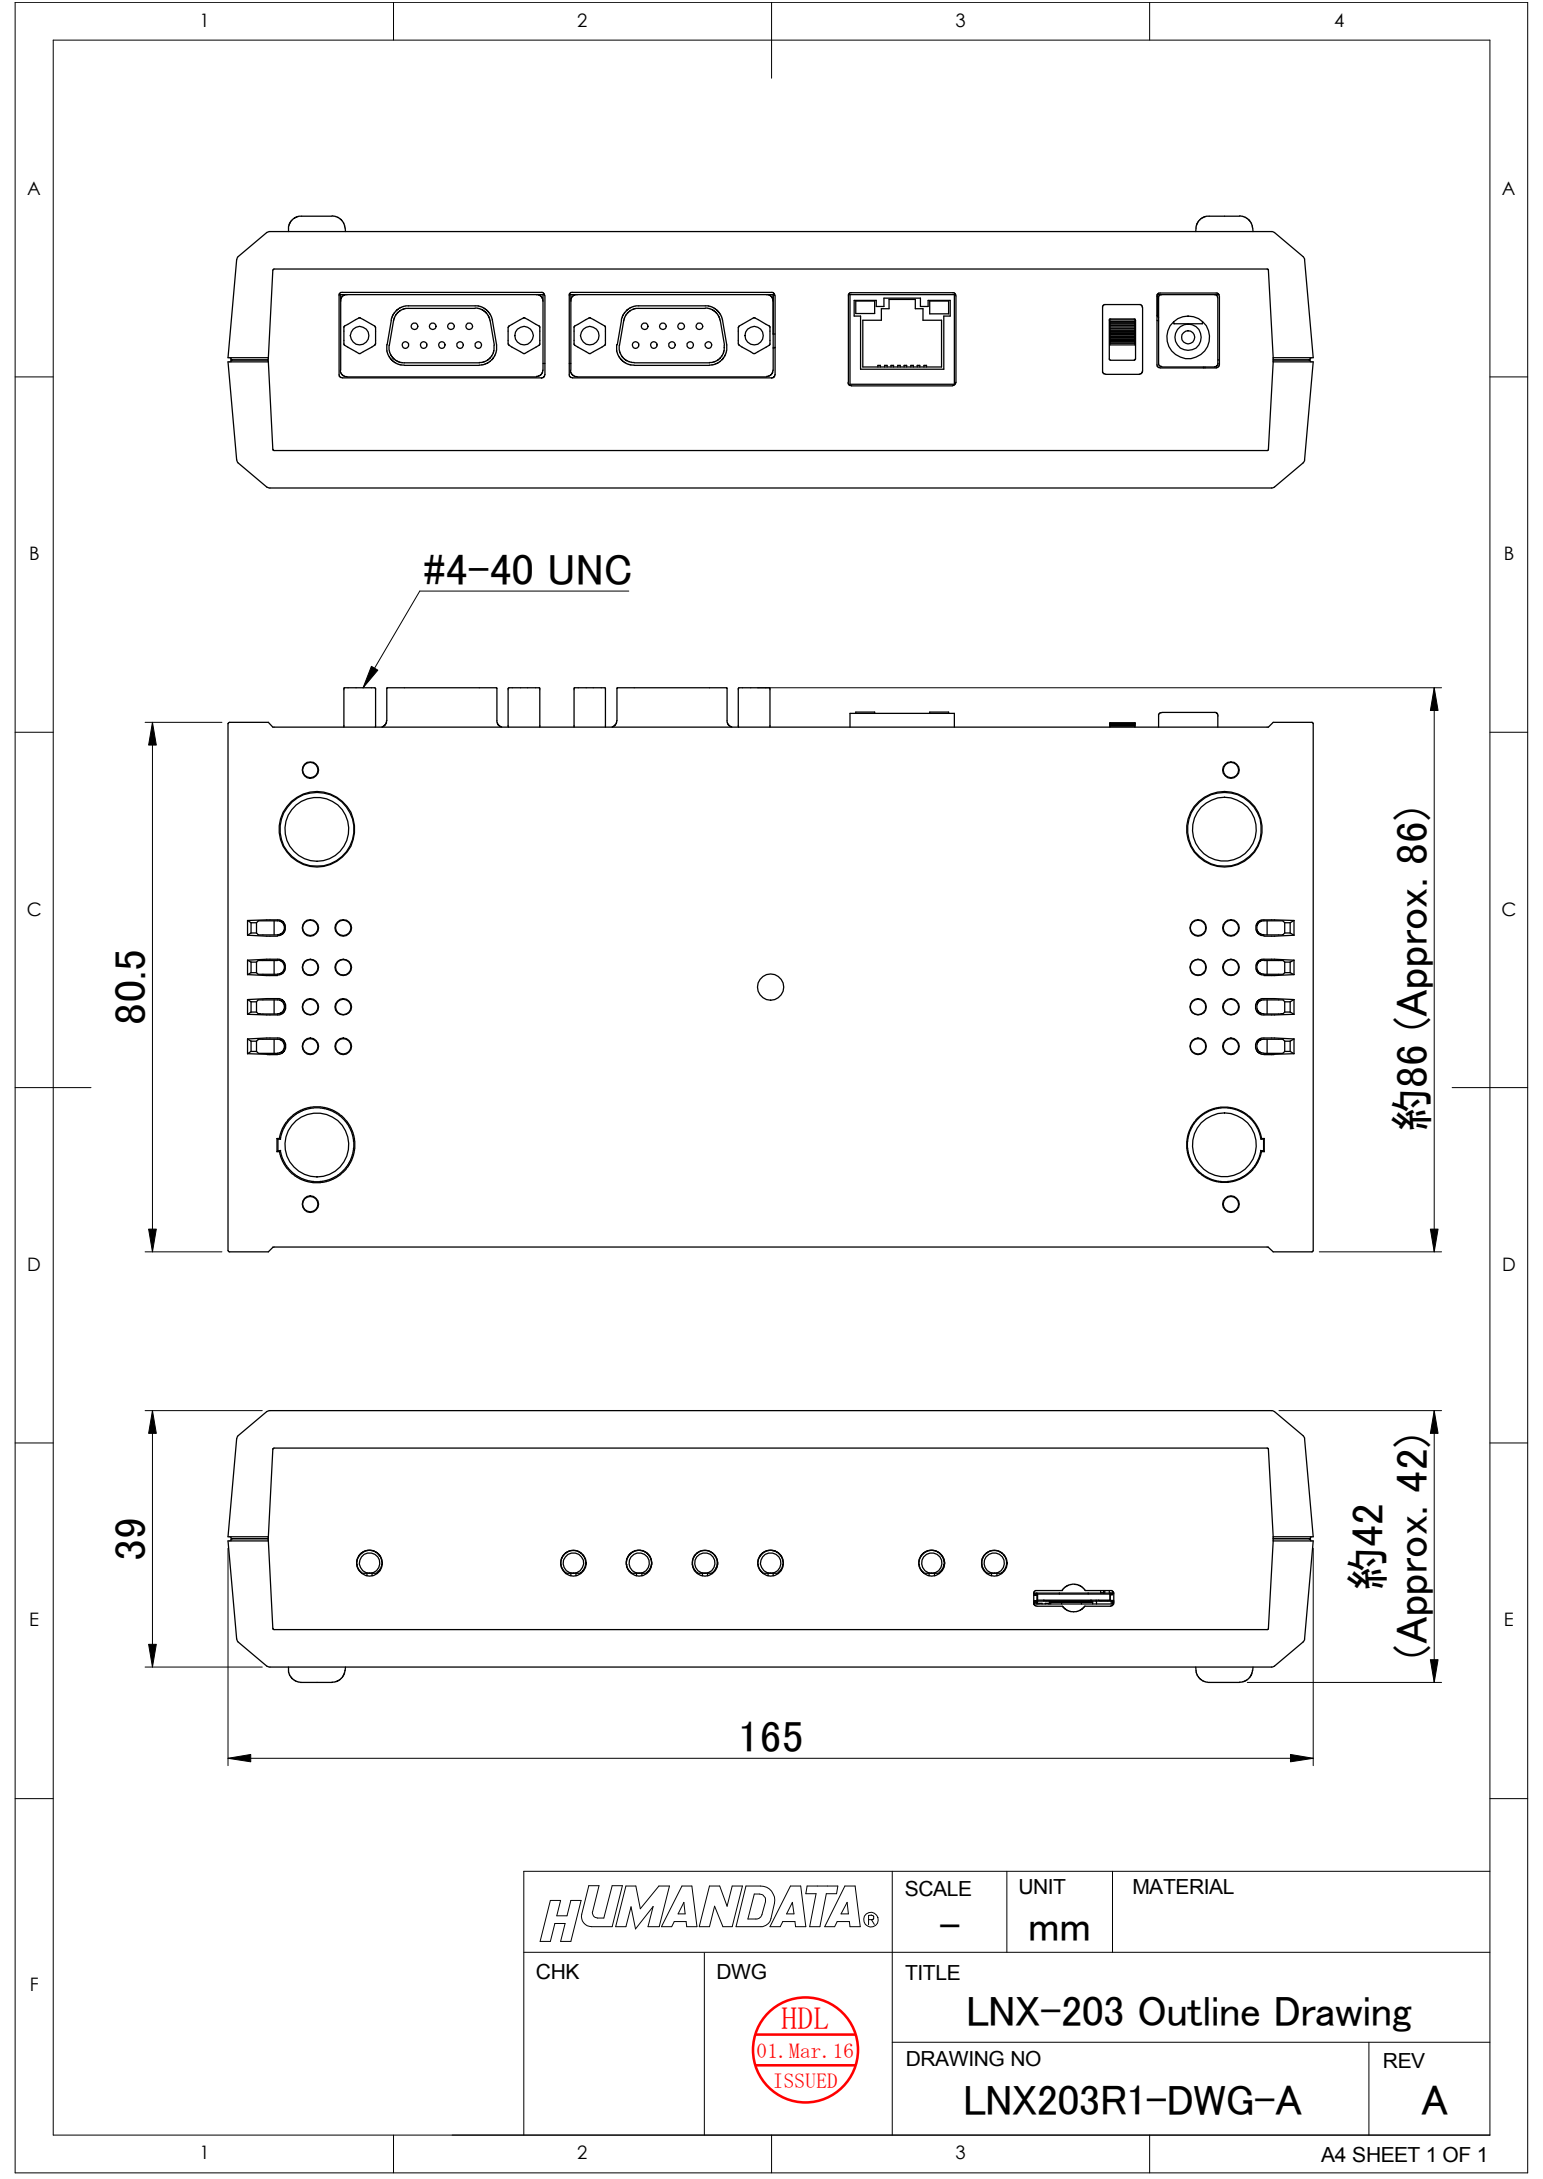 1 2 3 4
A A
#4-40 UNC
B B
80.5
約86 (Approx. 86)
C C
D D
39
約42
(Approx. 42)
E E
165
HUMANDATA®
SCALE UNIT MATERIAL
- mm
CHK DWG TITLE
LNX-203 Outline Drawing
HDL
01.Mar.16
ISSUED
DRAWING NO REV
LNX203R1-DWG-A A
F
1 2 3 A4 SHEET 1 OF 1